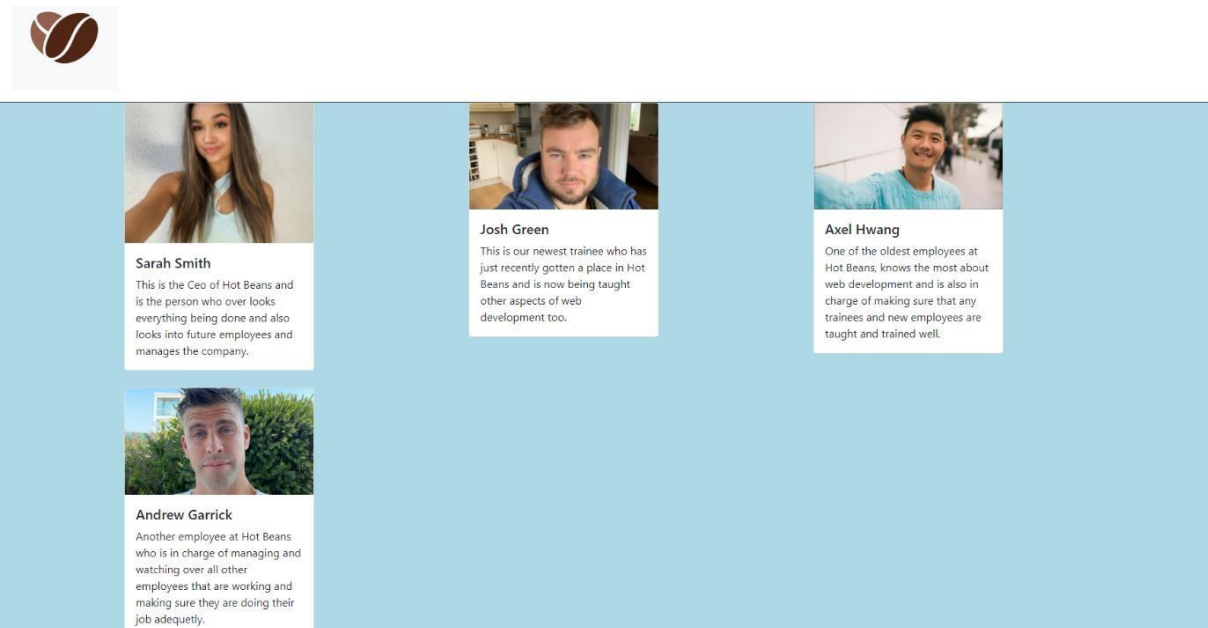 Sarah Smith
This is the Ceo of Hot Beans and
is the person who over looks
everything being done and also
looks into future employees and
manages the company.
Josh Green
This is our newest trainee who has
just recently gotten a place in Hot
Beans and is now being taught
other aspects of web
development too.
Axel Hwang
One of the oldest employees at
Hot Beans, knows the most about
web development and is also in
charge of making sure that any
trainees and new employees are
taught and trained well.
Andrew Garrick
Another employee at Hot Beans
who is in charge of managing and
watching over all other
employees that are working and
making sure they are doing their
job adequetly.